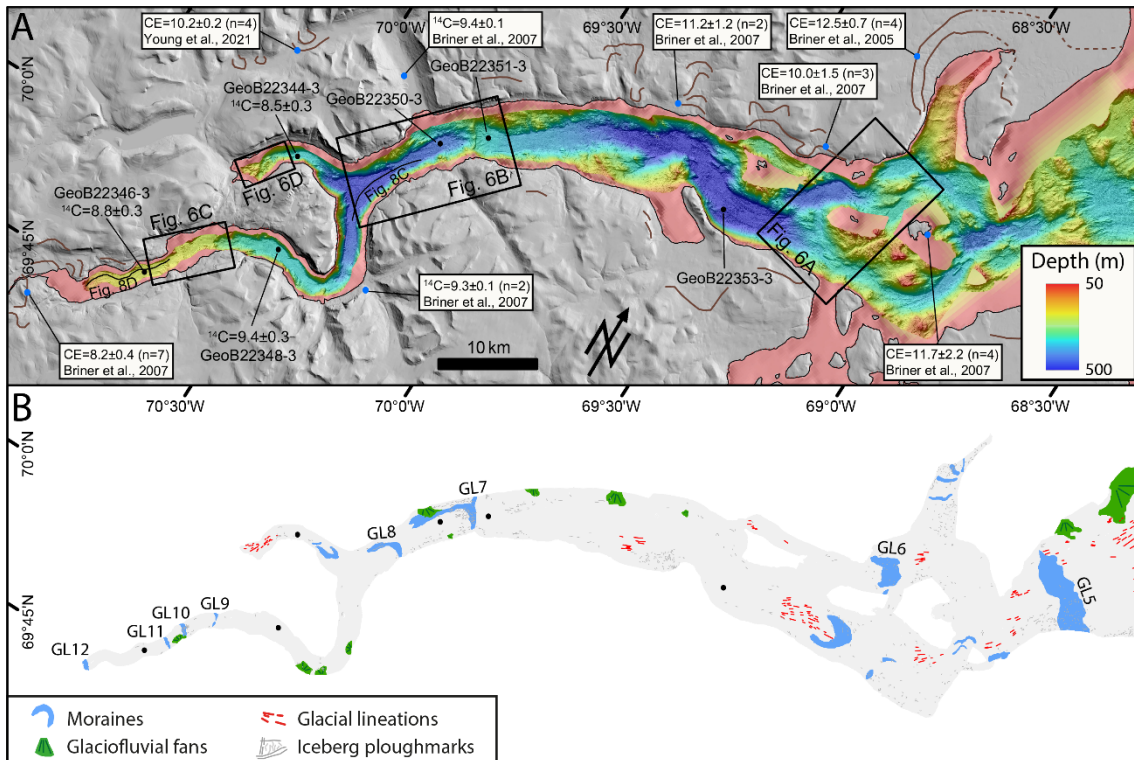 A
CE=10.2±0.2 (n=4)
Young et al., 2021
70°0'W
¹⁴C=9.4±0.1
Briner et al., 2007
69°30'W
CE=11.2±1.2 (n=2)
Briner et al., 2007
CE=12.5±0.7 (n=4)
Briner et al., 2005
69°0'W
68°30'W
70°0'N
GeoB22344-3
¹⁴C=8.5±0.3
GeoB22350-3
GeoB22351-3
CE=10.0±1.5 (n=3)
Briner et al., 2007
Fig. 6D
Fig. 8C
Fig. 6B
GeoB22346-3
¹⁴C=8.8±0.3
Fig. 6C
69°45'N
Fig. 8D
Fig. 6A
GeoB22353-3
¹⁴C=9.3±0.1 (n=2)
Briner et al., 2007
¹⁴C=9.4±0.3
GeoB22348-3
CE=8.2±0.4 (n=7)
Briner et al., 2007
10 km
CE=11.7±2.2 (n=4)
Briner et al., 2007
Depth (m)
50
500
B
70°30'W
70°0'W
69°30'W
69°0'W
68°30'W
70°0'N
GL7
GL8
GL6
GL5
69°45'N
GL9
GL10
GL11
GL12
Moraines
Glacial lineations
Glaciofluvial fans
Iceberg ploughmarks